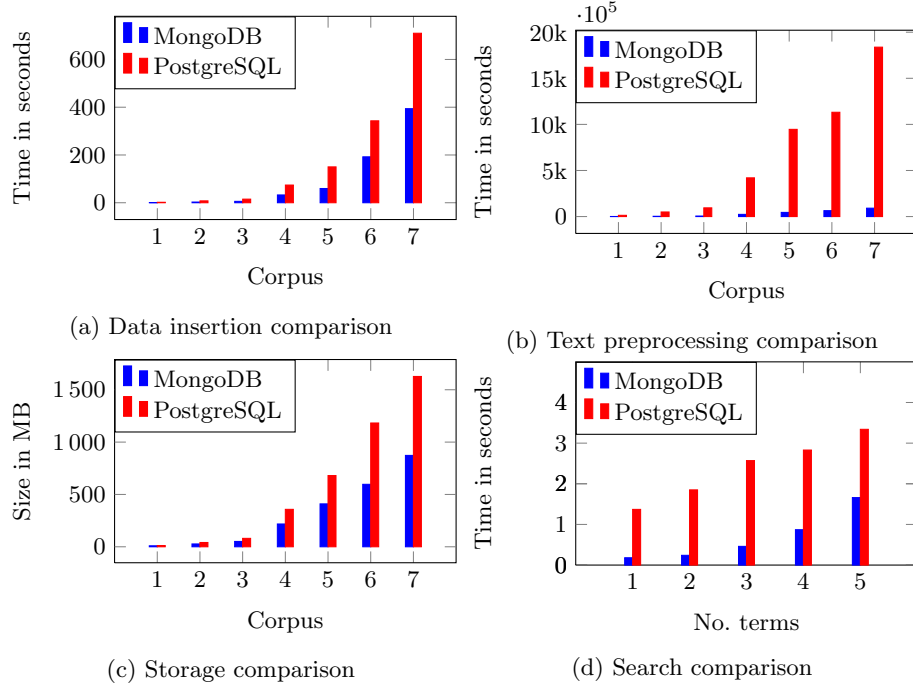 MongoDB
PostgreSQL
600
400
200
0
Time in seconds
1 2 3 4 5 6 7
Corpus
(a) Data insertion comparison
·10^5
MongoDB
PostgreSQL
20k
15k
10k
5k
0
Time in seconds
1 2 3 4 5 6 7
Corpus
(b) Text preprocessing comparison
MongoDB
PostgreSQL
1 500
1 000
500
0
Size in MB
1 2 3 4 5 6 7
Corpus
(c) Storage comparison
MongoDB
PostgreSQL
4
3
2
1
0
Time in seconds
1 2 3 4 5
No. terms
(d) Search comparison